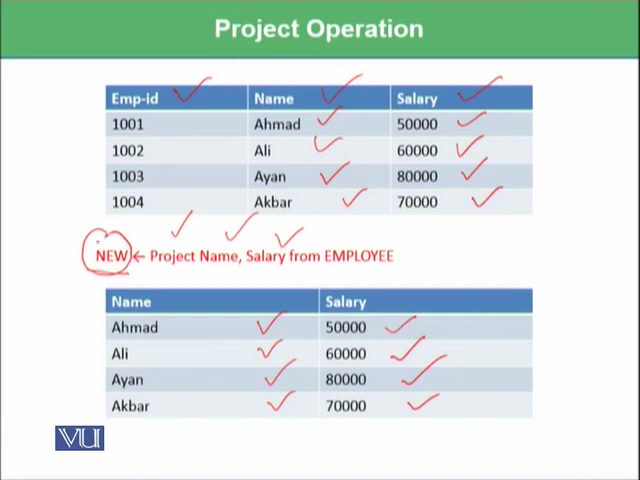 Project Operation
Emp-id Name Salary
1001 Ahmad 50000
1002 Ali 60000
1003 Ayan 80000
1004 Akbar 70000
NEW ← Project Name, Salary from EMPLOYEE
Name Salary
Ahmad 50000
Ali 60000
Ayan 80000
Akbar 70000
VU